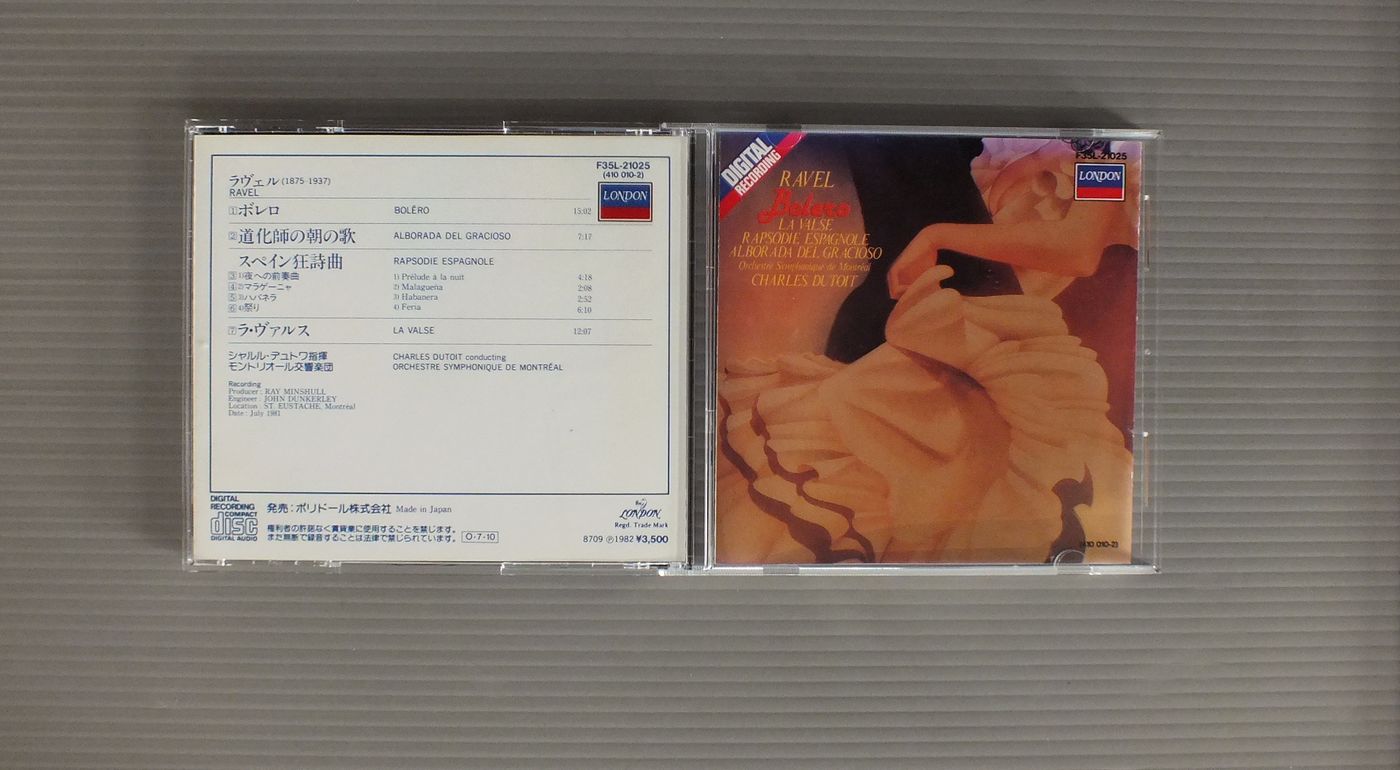 F35L-21025
(410 010-2)
LONDON
ラヴェル (1875-1937)
RAVEL
1 ボレロ BOLÉRO 15:02
2 道化師の朝の歌 ALBORADA DEL GRACIOSO 7:17
スペイン狂詩曲 RAPSODIE ESPAGNOLE
3 1)夜への前奏曲 1) Prélude à la nuit 4:18
4 2)マラゲーニャ 2) Malagueña 2:08
5 3)ハバネラ 3) Habanera 2:52
6 4)祭り 4) Feria 6:10
7 ラ・ヴァルス LA VALSE 12:07
シャルル・デュトワ指揮 CHARLES DUTOIT conducting
モントリオール交響楽団 ORCHESTRE SYMPHONIQUE DE MONTRÉAL
Recording
Producer : RAY MINSHULL
Engineer : JOHN DUNKERLEY
Location : ST. EUSTACHE, Montréal
Date : July 1981
DIGITAL
RECORDING
COMPACT
disc
DIGITAL AUDIO
発売：ポリドール株式会社 Made in Japan
権利者の許諾なく賃貸業に使用することを禁じます。
また無断で録音することは法律で禁じられています。 O-7-10
LONDON
Regd. Trade Mark
8709 Ⓟ1982 ¥3,500
DIGITAL
RECORDING
F35L-21025
LONDON
RAVEL
Bolero
LA VALSE
RAPSODIE ESPAGNOLE
ALBORADA DEL GRACIOSO
Orchestre Symphonique de Montréal
CHARLES DUTOIT
(410 010-2)